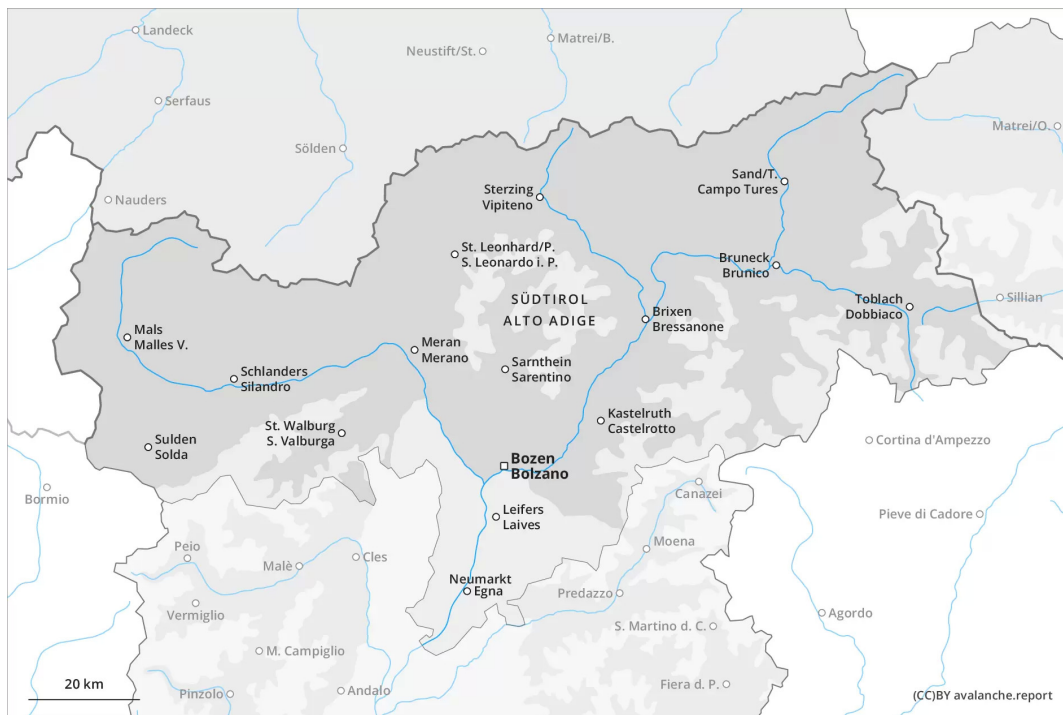 Landeck
Matrei/B.
Neustift/St.
Serfaus
Matrei/O.
Sölden
Sand/T.
Campo Tures
Sterzing
Vipiteno
Nauders
St. Leonhard/P.
S. Leonardo i. P.
Bruneck
Brunico
SÜDTIROL
ALTO ADIGE
Toblach
Dobbiaco
Sillian
Brixen
Bressanone
Mals
Malles V.
Meran
Merano
Sarnthein
Sarentino
Schlanders
Silandro
Kastelruth
Castelrotto
St. Walburg
S. Valburga
Sulden
Solda
Cortina d'Ampezzo
Bozen
Bolzano
Bormio
Canazei
Leifers
Laives
Pieve di Cadore
Moena
Peio
Malè
Cles
Neumarkt
Egna
Predazzo
Vermiglio
Agordo
S. Martino d. C.
M. Campiglio
20 km
Pinzolo
Andalo
Fiera d. P.
(CC)BY avalanche.report